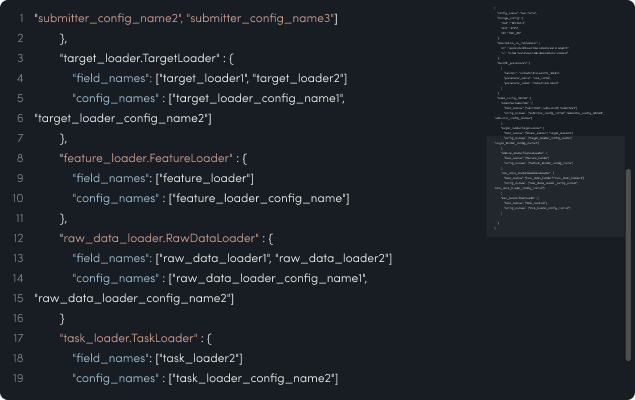 1 "submitter_config_name2", "submitter_config_name3"]
2 },
3 "target_loader.TargetLoader" : {
4 "field_names": ["target_loader1", "target_loader2"]
5 "config_names" : ["target_loader_config_name1",
6 "target_loader_config_name2"]
7 },
8 "feature_loader.FeatureLoader" : {
9 "field_names": ["feature_loader"]
10 "config_names" : ["feature_loader_config_name"]
11 },
12 "raw_data_loader.RawDataLoader" : {
13 "field_names": ["raw_data_loader1", "raw_data_loader2"]
14 "config_names" : ["raw_data_loader_config_name1",
15 "raw_data_loader_config_name2"]
16 }
17 "task_loader.TaskLoader" : {
18 "field_names": ["task_loader2"]
19 "config_names" : ["task_loader_config_name2"]